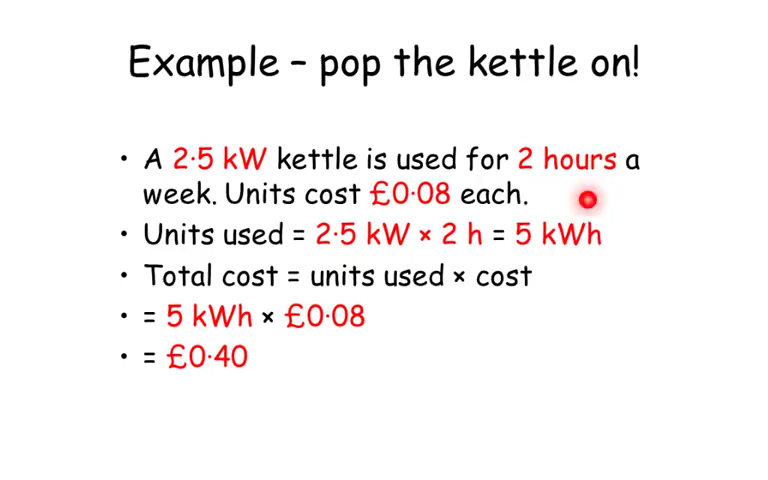 Example – pop the kettle on!
• A 2·5 kW kettle is used for 2 hours a
week. Units cost £0·08 each.
• Units used = 2·5 kW × 2 h = 5 kWh
• Total cost = units used × cost
• = 5 kWh × £0·08
• = £0·40